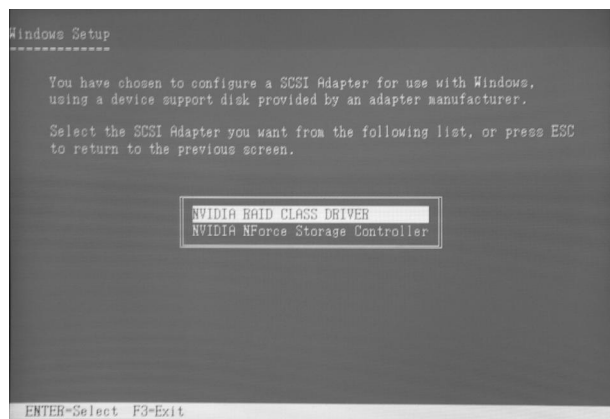 Windows Setup
=============
You have chosen to configure a SCSI Adapter for use with Windows,
using a device support disk provided by an adapter manufacturer.
Select the SCSI Adapter you want from the following list, or press ESC
to return to the previous screen.
NVIDIA RAID CLASS DRIVER
NVIDIA NForce Storage Controller
ENTER=Select F3=Exit